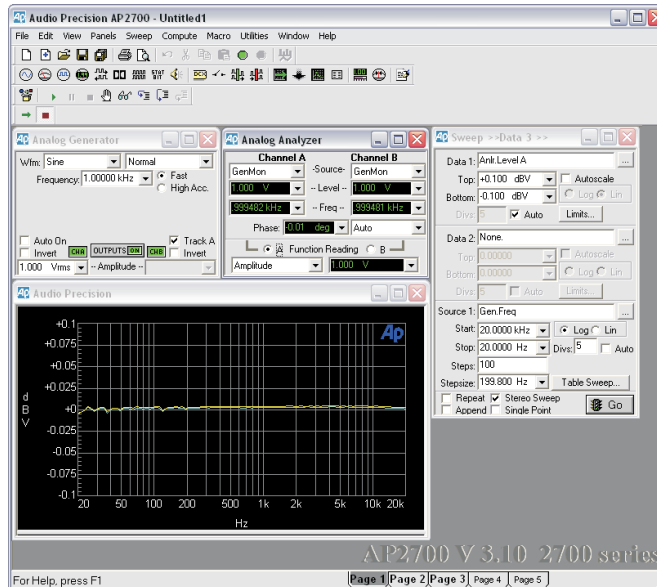 Ap Audio Precision AP2700 - Untitled1
File Edit View Panels Sweep Compute Macro Utilities Window Help
Ap Analog Generator
Wfm: Sine Normal
Frequency: 1.00000 kHz Fast
High Acc.
Auto On Track A
Invert CHA OUTPUTS ON CHB Invert
1.000 Vrms -- Amplitude --
Ap Analog Analyzer
Channel A Channel B
GenMon -Source- GenMon
1.000 V -- Level -- 1.000 V
.999482 kHz -- Freq -- .999481 kHz
Phase: -0.01 deg Auto
A Function Reading B
Amplitude 1.000 V
Ap Sweep >>Data 3 >>
Data 1: Anlr.Level A ...
Top: +0.100 dBV Autoscale
Bottom: -0.100 dBV Log Lin
Divs: 5 Auto Limits...
Data 2: None. ...
Top: 0.00000 Autoscale
Bottom: 0.00000 Log Lin
Divs: 5 Auto Limits...
Source 1: Gen.Freq ...
Start: 20.0000 kHz Log Lin
Stop: 20.0000 Hz Divs: 5 Auto
Steps: 100
Stepsize: 199.800 Hz Table Sweep...
Repeat Stereo Sweep
Append Single Point Go
Ap Audio Precision
Ap
+0.1
+0.075
+0.05
+0.025
+0
-0.025
-0.05
-0.075
-0.1
d
B
V
20 50 100 200 500 1k 2k 5k 10k 20k
Hz
AP2700 V 3.10 2700 series
For Help, press F1
Page 1 Page 2 Page 3 Page 4 Page 5